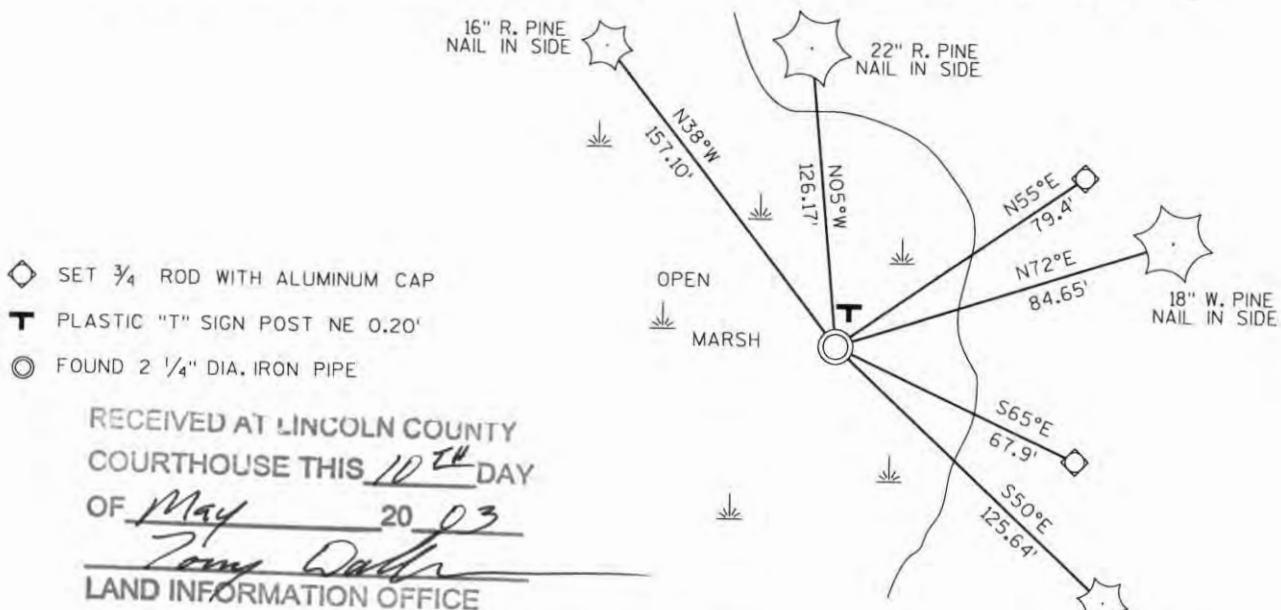 16" R. PINE
NAIL IN SIDE
22" R. PINE
NAIL IN SIDE
N38°W
157.10'
N05°W
126.17'
N55°E
79.4'
N72°E
84.65'
18" W. PINE
NAIL IN SIDE
OPEN
MARSH
T
S65°E
67.9'
S50°E
125.64'
SET 3/4 ROD WITH ALUMINUM CAP
T PLASTIC "T" SIGN POST NE 0.20'
FOUND 2 1/4" DIA. IRON PIPE
RECEIVED AT LINCOLN COUNTY
COURTHOUSE THIS 10TH DAY
OF May 20 03
Tony
LAND INFORMATION OFFICE